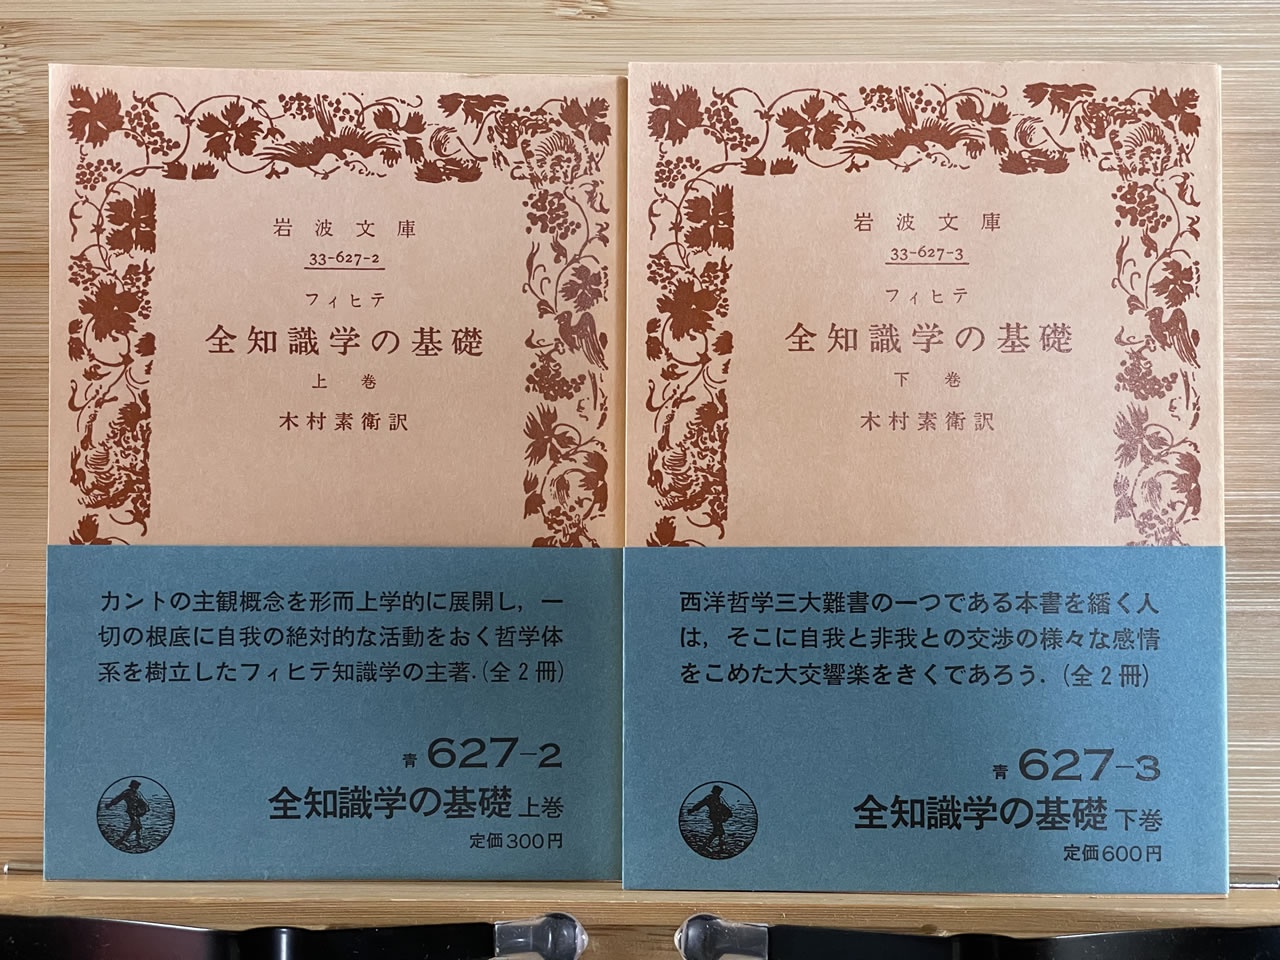 岩波文庫
33-627-2
フィヒテ
全知識学の基礎
上巻
木村素衛訳
カントの主観概念を形而上学的に展開し，一
切の根底に自我の絶対的な活動をおく哲学体
系を樹立したフィヒテ知識学の主著．(全2冊)
青 627-2
全知識学の基礎 上巻
定価300円
岩波文庫
33-627-3
フィヒテ
全知識学の基礎
下巻
木村素衛訳
西洋哲学三大難書の一つである本書を繙く人
は，そこに自我と非我との交渉の様々な感情
をこめた大交響楽をきくであろう．(全2冊)
青 627-3
全知識学の基礎 下巻
定価600円